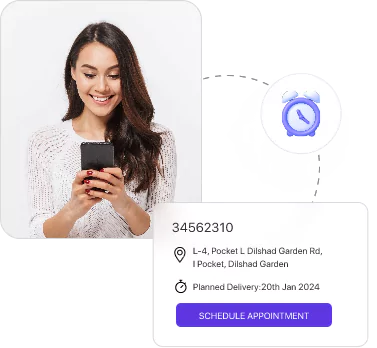 34562310
L-4, Pocket L Dilshad Garden Rd,
I Pocket, Dilshad Garden
Planned Delivery:20th Jan 2024
SCHEDULE APPOINTMENT